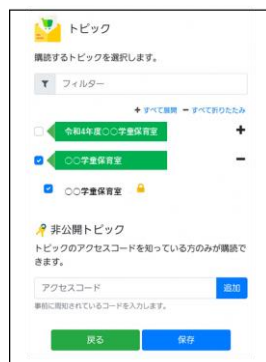 トピック
購読するトピックを選択します。
フィルター
+ すべて展開 − すべて折りたたみ
令和4年度○○学童保育室 +
○○学童保育室 −
○○学童保育室
非公開トピック
トピックのアクセスコードを知っている方のみが購読で
きます。
アクセスコード 追加
事前に周知されているコードを入力します。
戻る 保存